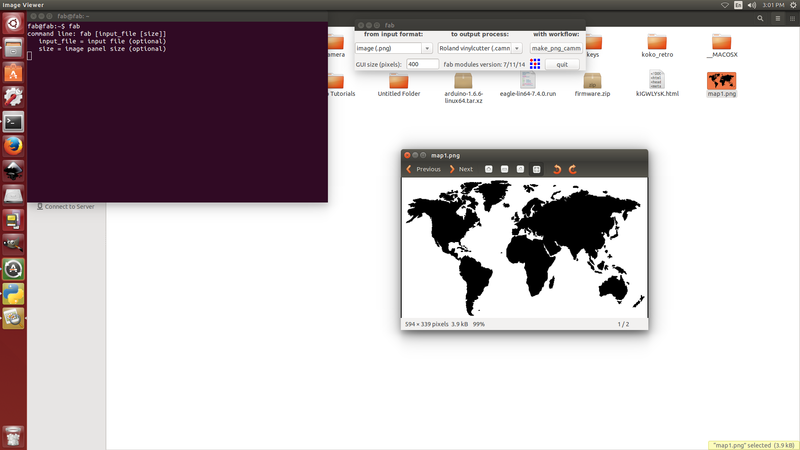 Image Viewer
En
3:01 PM
fab@fab: ~
fab@fab:~$ fab
command line: fab [input_file [size]]
input_file = input file (optional)
size = image panel size (optional)
fab
from input format:
to output process:
with workflow:
image (.png)
Roland vinylcutter (.camm
make_png_camm
GUI size (pixels):
400
fab modules version: 7/11/14
quit
camera
keys
koko_retro
__MACOSX
Tutorials
Untitled Folder
arduino-1.6.6-
linux64.tar.xz
eagle-lin64-7.4.0.run
firmware.zip
kIGWLYsK.html
map1.png
Connect to Server
map1.png
Previous
Next
594 × 339 pixels 3.9 kB 99%
1 / 2
"map1.png" selected (3.9 kB)